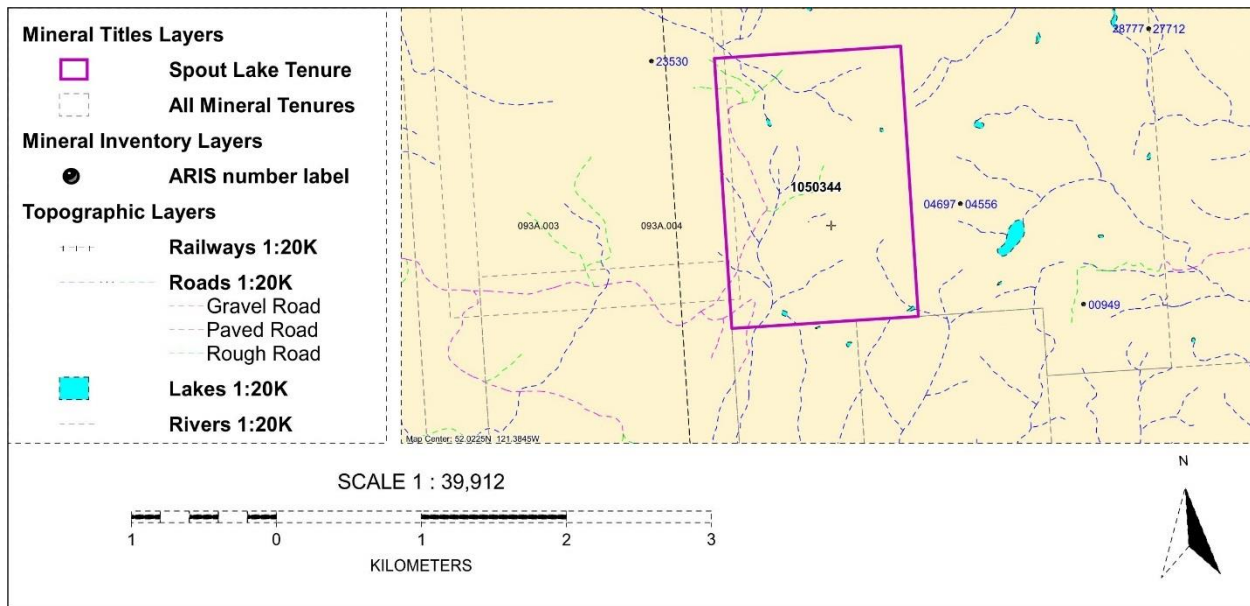 Mineral Titles Layers
Spout Lake Tenure
All Mineral Tenures
Mineral Inventory Layers
ARIS number label
Topographic Layers
Railways 1:20K
Roads 1:20K
Gravel Road
Paved Road
Rough Road
Lakes 1:20K
Rivers 1:20K
28777 27712
23530
1050344
04697 04556
093A.003
093A.004
00949
Map Center: 52.0225N 121.3845W
SCALE 1 : 39,912
1 0 1 2 3
KILOMETERS
N